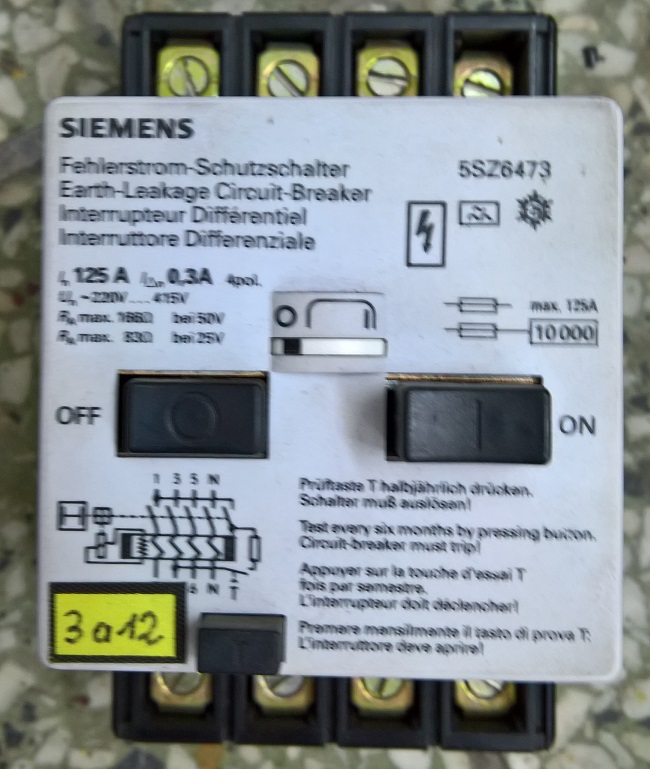 SIEMENS
Fehlerstrom-Schutzschalter 5SZ6473
Earth-Leakage Circuit-Breaker
Interrupteur Différentiel
Interruttore Differenziale
125 A 0,3A 4pol.
~220V....415V
max. 166Ω bei 50V
max. 83Ω bei 25V
max. 125A
10 000
OFF
ON
1 3 5 N
6 N T
Prüftaste T halbjährlich drücken.
Schalter muß auslösen!
Test every six months by pressing button.
Circuit-breaker must trip!
Appuyer sur la touche d'essai T
fois par semestre.
L'interrupteur doit déclencher!
Premere mensilmente il tasto di prova T:
L'interruttore deve aprire!
3a12
T